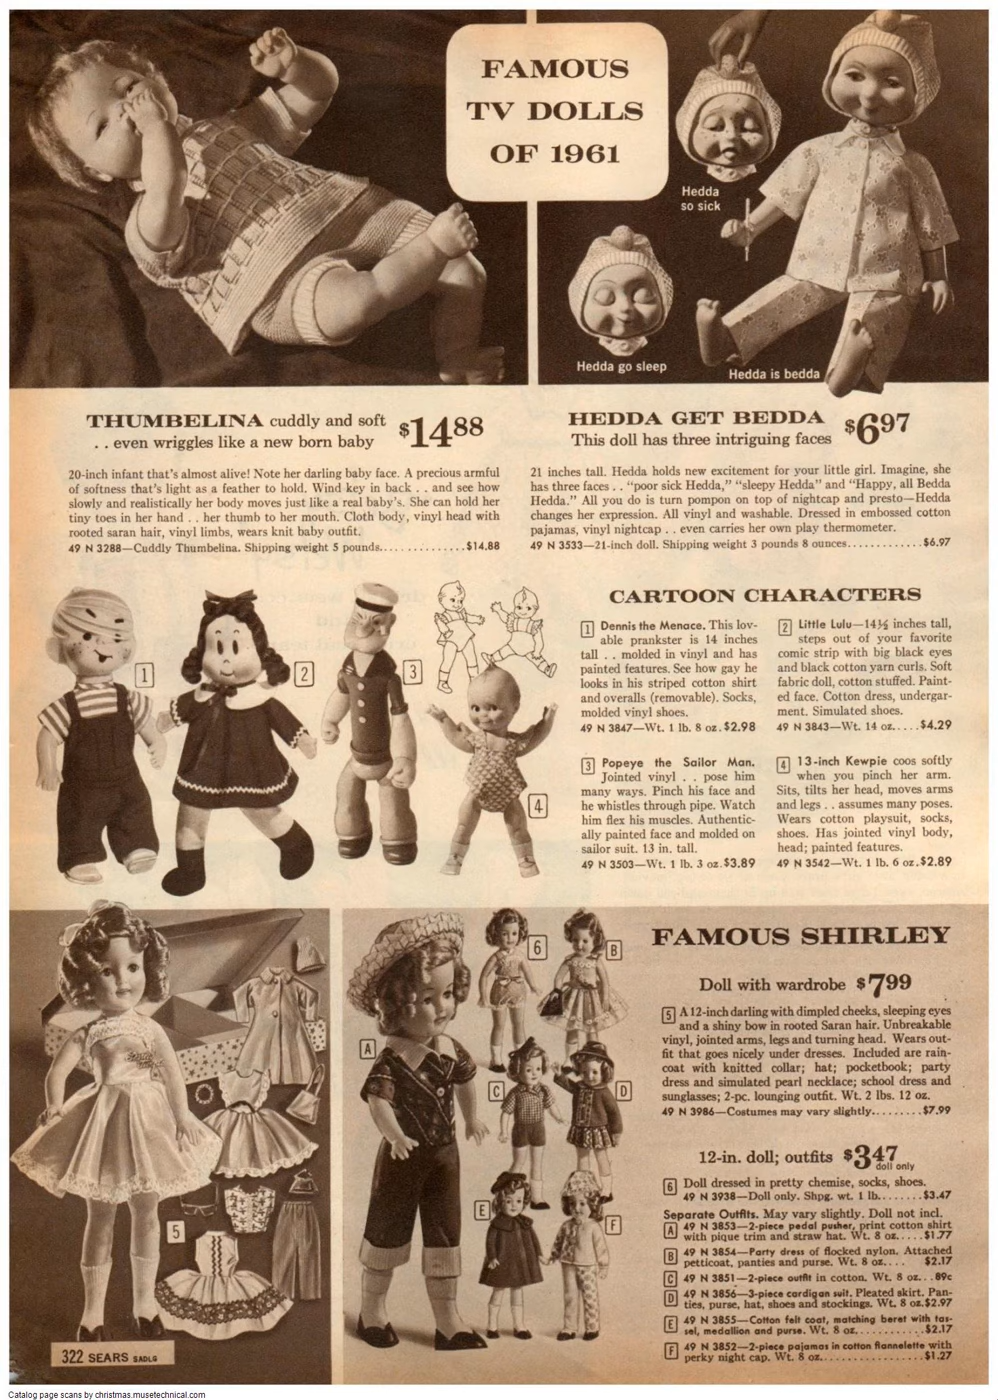 FAMOUS
TV DOLLS
OF 1961
Hedda
so sick
Hedda go sleep
Hedda is bedda
THUMBELINA cuddly and soft
. . even wriggles like a new born baby
$14.88
20-inch infant that's almost alive! Note her darling baby face. A precious armful
of softness that's light as a feather to hold. Wind key in back . . and see how
slowly and realistically her body moves just like a real baby's. She can hold her
tiny toes in her hand . . her thumb to her mouth. Cloth body, vinyl head with
rooted saran hair, vinyl limbs, wears knit baby outfit.
49 N 3288—Cuddly Thumbelina. Shipping weight 5 pounds..............$14.88
HEDDA GET BEDDA
This doll has three intriguing faces
$6.97
21 inches tall. Hedda holds new excitement for your little girl. Imagine, she
has three faces . . "poor sick Hedda," "sleepy Hedda" and "Happy, all Bedda
Hedda." All you do is turn pompon on top of nightcap and presto—Hedda
changes her expression. All vinyl and washable. Dressed in embossed cotton
pajamas, vinyl nightcap . . even carries her own play thermometer.
49 N 3533—21-inch doll. Shipping weight 3 pounds 8 ounces............$6.97
1
2
3
4
CARTOON CHARACTERS
1 Dennis the Menace. This lov-
able prankster is 14 inches
tall . . molded in vinyl and has
painted features. See how gay he
looks in his striped cotton shirt
and overalls (removable). Socks,
molded vinyl shoes.
49 N 3847—Wt. 1 lb. 8 oz. $2.98
2 Little Lulu—14½ inches tall,
steps out of your favorite
comic strip with big black eyes
and black cotton yarn curls. Soft
fabric doll, cotton stuffed. Paint-
ed face. Cotton dress, undergar-
ment. Simulated shoes.
49 N 3843—Wt. 14 oz.....$4.29
3 Popeye the Sailor Man.
Jointed vinyl . . pose him
many ways. Pinch his face and
he whistles through pipe. Watch
him flex his muscles. Authentic-
ally painted face and molded on
sailor suit. 13 in. tall.
49 N 3503—Wt. 1 lb. 3 oz. $3.89
4 13-inch Kewpie coos softly
when you pinch her arm.
Sits, tilts her head, moves arms
and legs . . assumes many poses.
Wears cotton playsuit, socks,
shoes. Has jointed vinyl body,
head; painted features.
49 N 3542—Wt. 1 lb. 6 oz. $2.89
5
A
6
B
C
D
E
F
FAMOUS SHIRLEY
Doll with wardrobe $7.99
5 A 12-inch darling with dimpled cheeks, sleeping eyes
and a shiny bow in rooted Saran hair. Unbreakable
vinyl, jointed arms, legs and turning head. Wears out-
fit that goes nicely under dresses. Included are rain-
coat with knitted collar; hat; pocketbook; party
dress and simulated pearl necklace; school dress and
sunglasses; 2-pc. lounging outfit. Wt. 2 lbs. 12 oz.
49 N 3986—Costumes may vary slightly........$7.99
12-in. doll; outfits $3.47 doll only
6 Doll dressed in pretty chemise, socks, shoes.
49 N 3938—Doll only. Shpg. wt. 1 lb.......$3.47
Separate Outfits. May vary slightly. Doll not incl.
A 49 N 3853—2-piece pedal pusher, print cotton shirt
with pique trim and straw hat. Wt. 8 oz.....$1.77
B 49 N 3854—Party dress of flocked nylon. Attached
petticoat, panties and purse. Wt. 8 oz.... $2.17
C 49 N 3851—2-piece outfit in cotton. Wt. 8 oz...89c
D 49 N 3856—3-piece cardigan suit. Pleated skirt. Pan-
ties, purse, hat, shoes and stockings. Wt. 8 oz. $2.97
E 49 N 3855—Cotton felt coat, matching beret with tas-
sel, medallion and purse. Wt. 8 oz............$2.17
F 49 N 3852—2-piece pajamas in cotton flannelette with
perky night cap. Wt. 8 oz.................$1.27
322 SEARS SADLG
Catalog page scans by christmas.musetechnical.com